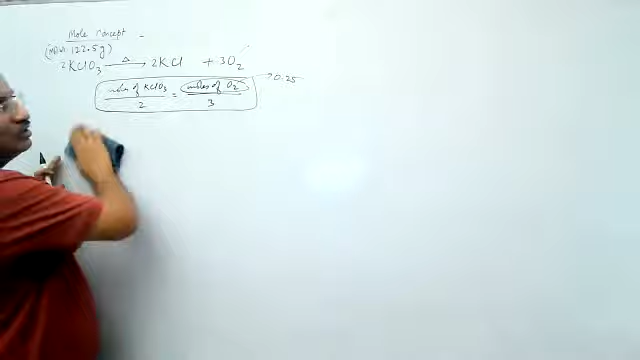 Mole Concept -
(MW 122.5g)
2KClO3 —Δ→ 2KCl + 3O2
moles of KClO3 / 2 = moles of O2 / 3 → 0.25